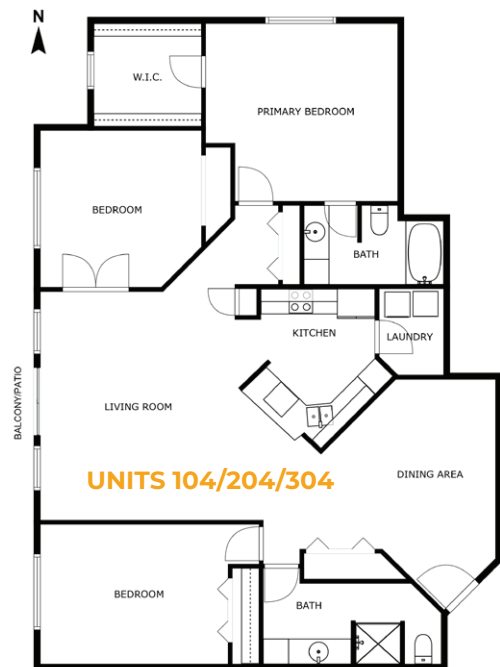 N
W.I.C.
PRIMARY BEDROOM
BEDROOM
BATH
KITCHEN
LAUNDRY
BALCONY/PATIO
LIVING ROOM
DINING AREA
UNITS 104/204/304
BEDROOM
BATH